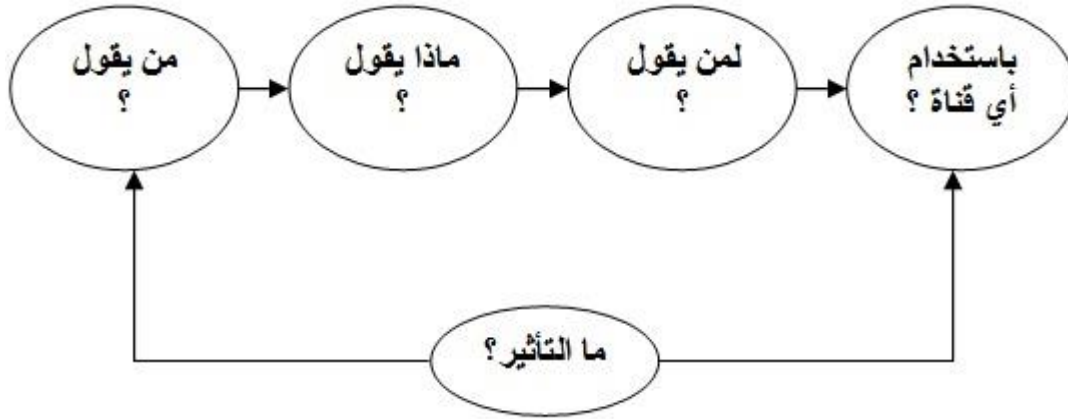 من يقول
؟
ماذا يقول
؟
لمن يقول
؟
باستخدام
أي قناة ؟
ما التأثير؟